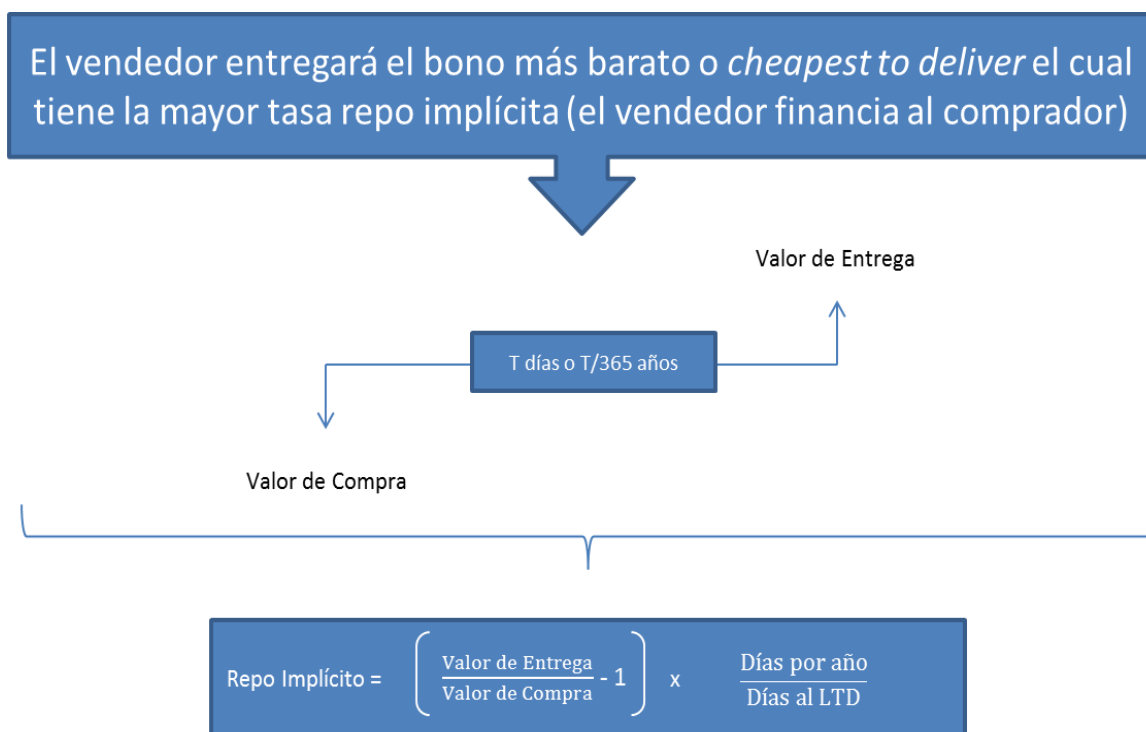 El vendedor entregará el bono más barato o cheapest to deliver el cual
tiene la mayor tasa repo implícita (el vendedor financia al comprador)
Valor de Entrega
T días o T/365 años
Valor de Compra
Repo Implícito = ( Valor de Entrega / Valor de Compra - 1 ) x Días por año / Días al LTD